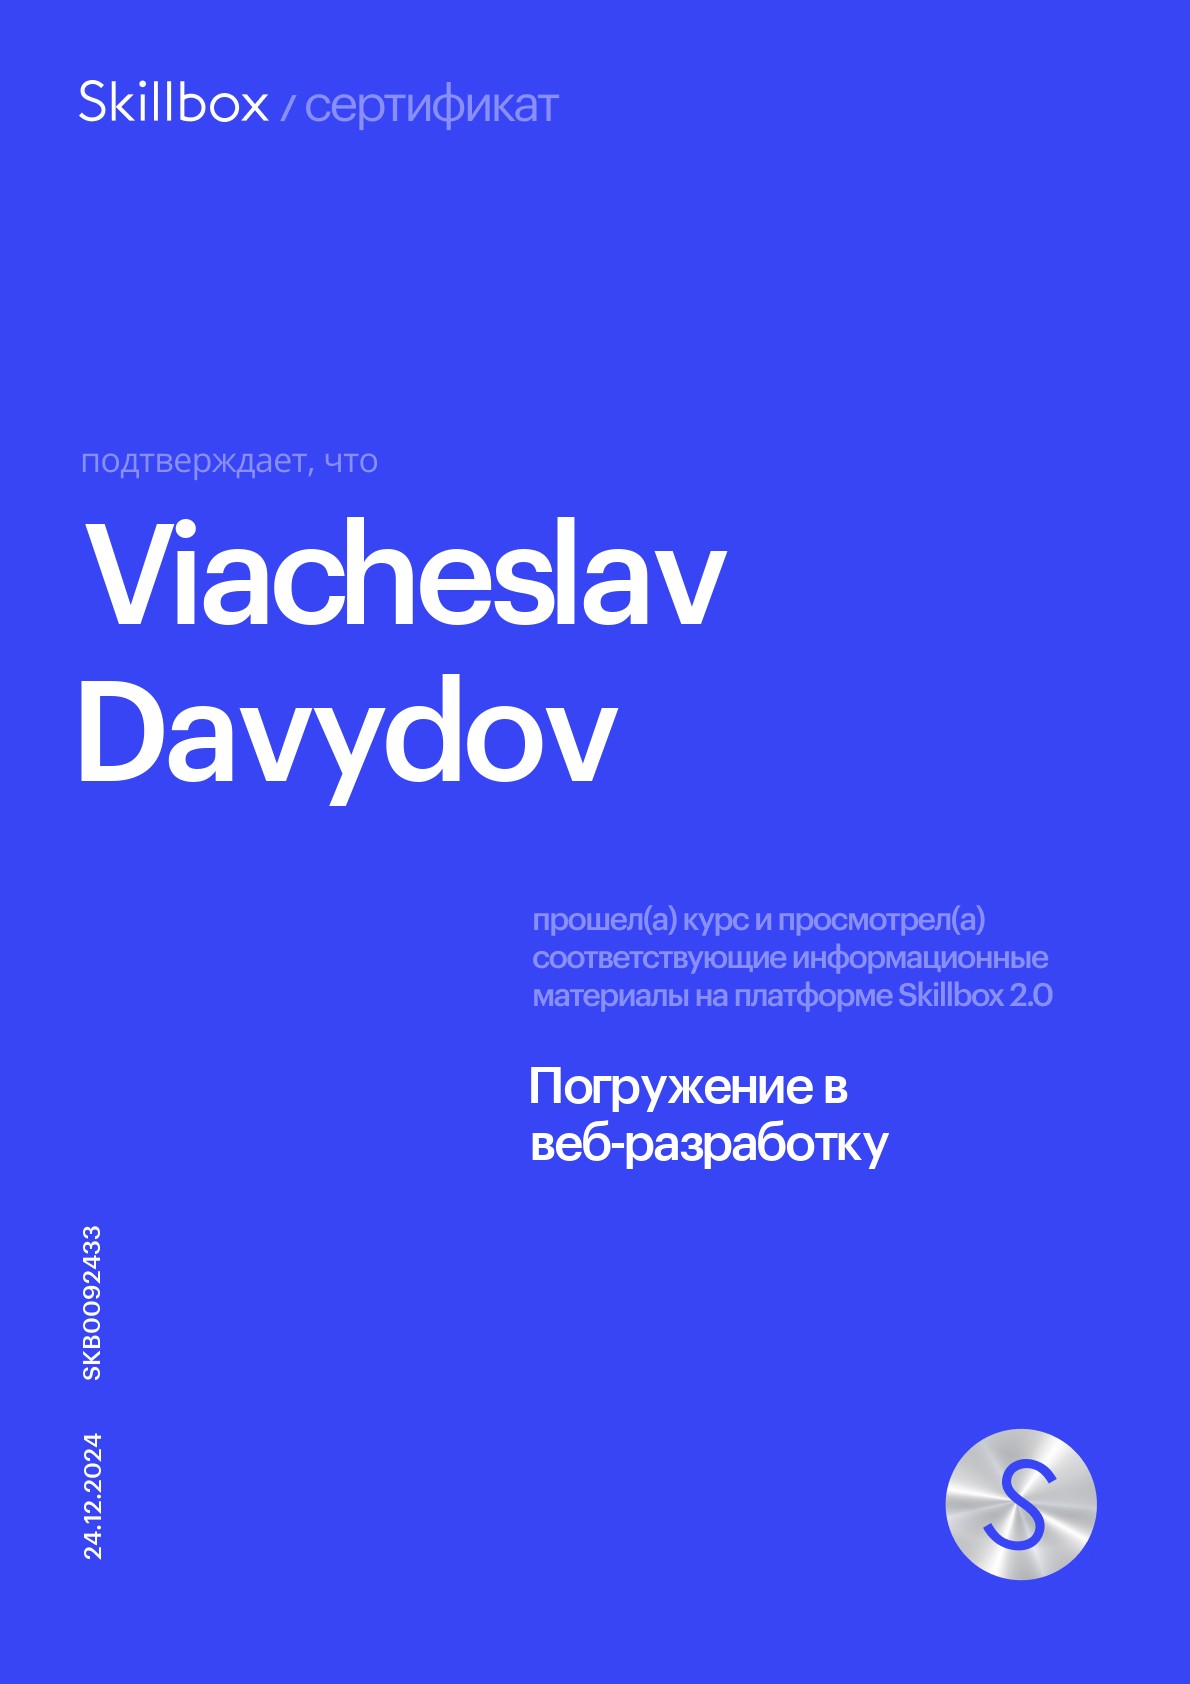 Skillbox / сертификат
подтверждает, что
Viacheslav
Davydov
прошел(а) курс и просмотрел(а)
соответствующие информационные
материалы на платформе Skillbox 2.0
Погружение в
веб-разработку
SKB0092433
24.12.2024
S